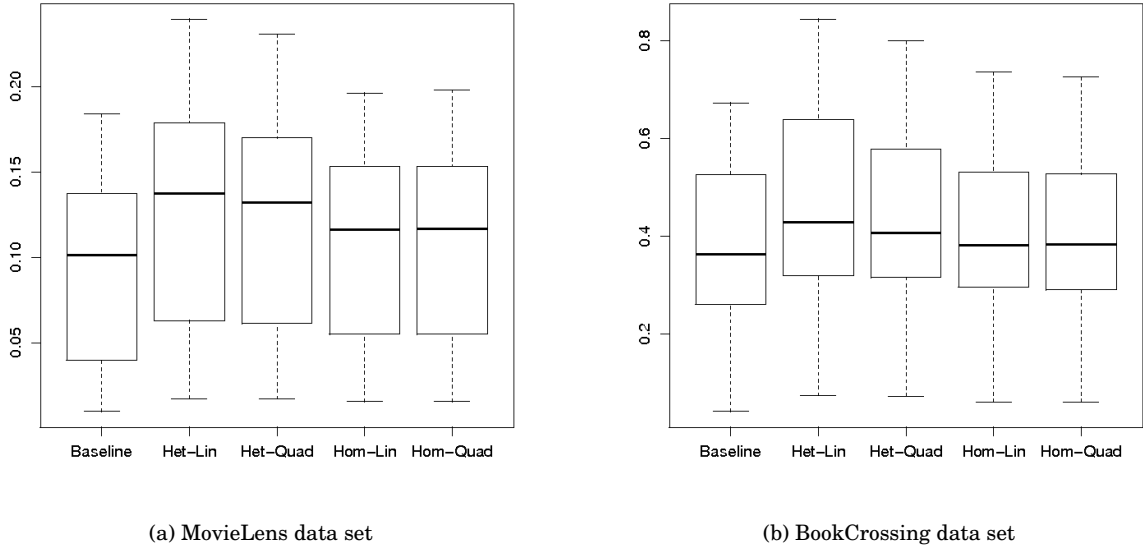 0.20
0.15
0.10
0.05
Baseline Het-Lin Het-Quad Hom-Lin Hom-Quad
(a) MovieLens data set
0.8
0.6
0.4
0.2
Baseline Het-Lin Het-Quad Hom-Lin Hom-Quad
(b) BookCrossing data set